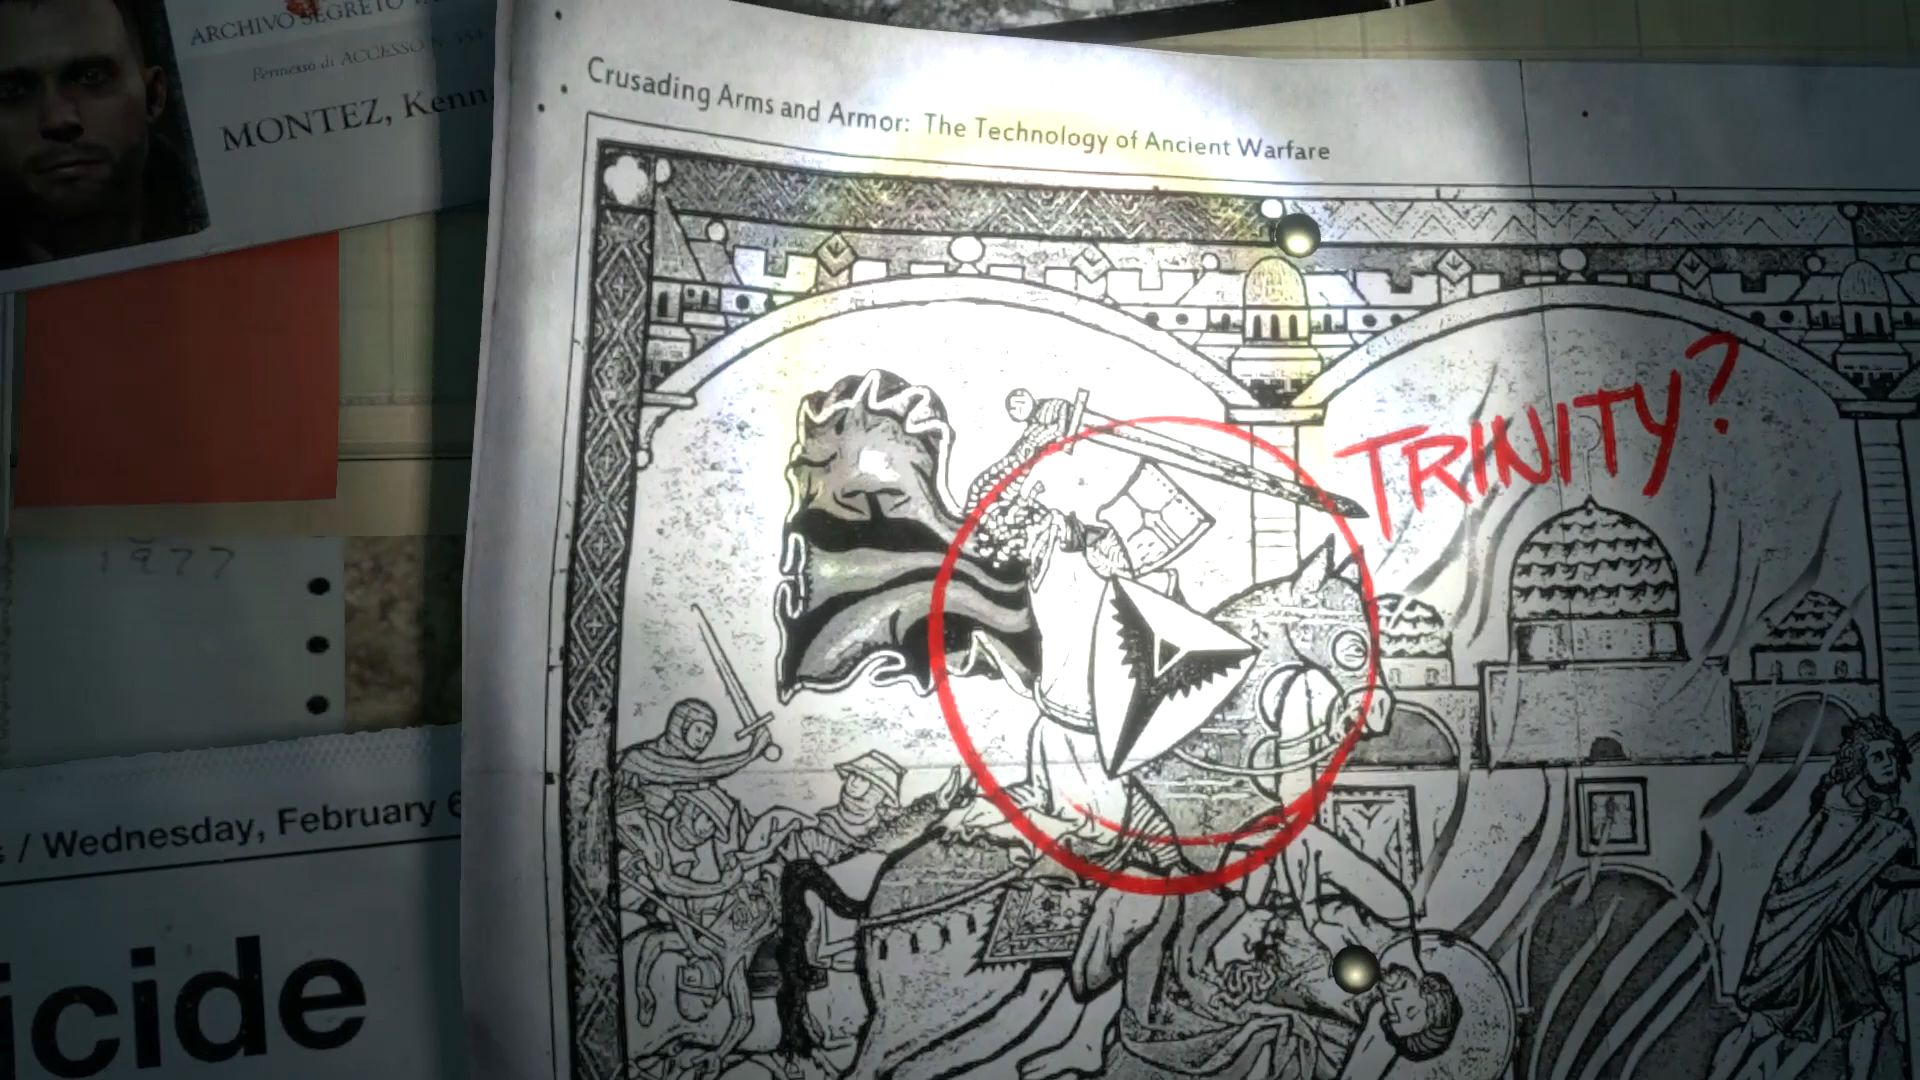 ARCHIVO SEGRETO
Permesso di ACCESSO N. 354
MONTEZ, Kenn
Crusading Arms and Armor: The Technology of Ancient Warfare
TRINITY?
1977
/ Wednesday, February 6
icide